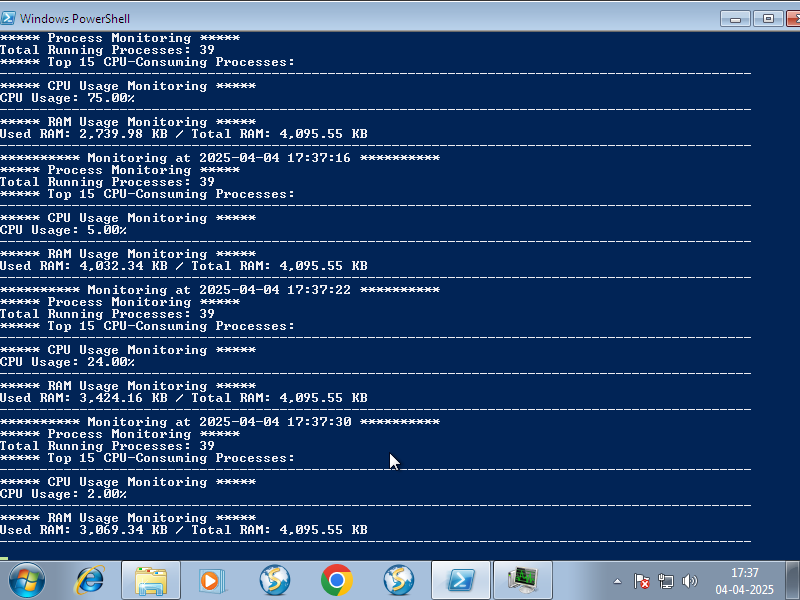 Windows PowerShell
***** Process Monitoring *****
Total Running Processes: 39
***** Top 15 CPU-Consuming Processes:
----------------------------------------------------------------------------------------------
***** CPU Usage Monitoring *****
CPU Usage: 75.00%
----------------------------------------------------------------------------------------------
***** RAM Usage Monitoring *****
Used RAM: 2,739.98 KB / Total RAM: 4,095.55 KB
----------------------------------------------------------------------------------------------
********** Monitoring at 2025-04-04 17:37:16 **********
***** Process Monitoring *****
Total Running Processes: 39
***** Top 15 CPU-Consuming Processes:
----------------------------------------------------------------------------------------------
***** CPU Usage Monitoring *****
CPU Usage: 5.00%
----------------------------------------------------------------------------------------------
***** RAM Usage Monitoring *****
Used RAM: 4,032.34 KB / Total RAM: 4,095.55 KB
----------------------------------------------------------------------------------------------
********** Monitoring at 2025-04-04 17:37:22 **********
***** Process Monitoring *****
Total Running Processes: 39
***** Top 15 CPU-Consuming Processes:
----------------------------------------------------------------------------------------------
***** CPU Usage Monitoring *****
CPU Usage: 24.00%
----------------------------------------------------------------------------------------------
***** RAM Usage Monitoring *****
Used RAM: 3,424.16 KB / Total RAM: 4,095.55 KB
----------------------------------------------------------------------------------------------
********** Monitoring at 2025-04-04 17:37:30 **********
***** Process Monitoring *****
Total Running Processes: 39
***** Top 15 CPU-Consuming Processes:
----------------------------------------------------------------------------------------------
***** CPU Usage Monitoring *****
CPU Usage: 2.00%
----------------------------------------------------------------------------------------------
***** RAM Usage Monitoring *****
Used RAM: 3,069.34 KB / Total RAM: 4,095.55 KB
----------------------------------------------------------------------------------------------
17:37
04-04-2025